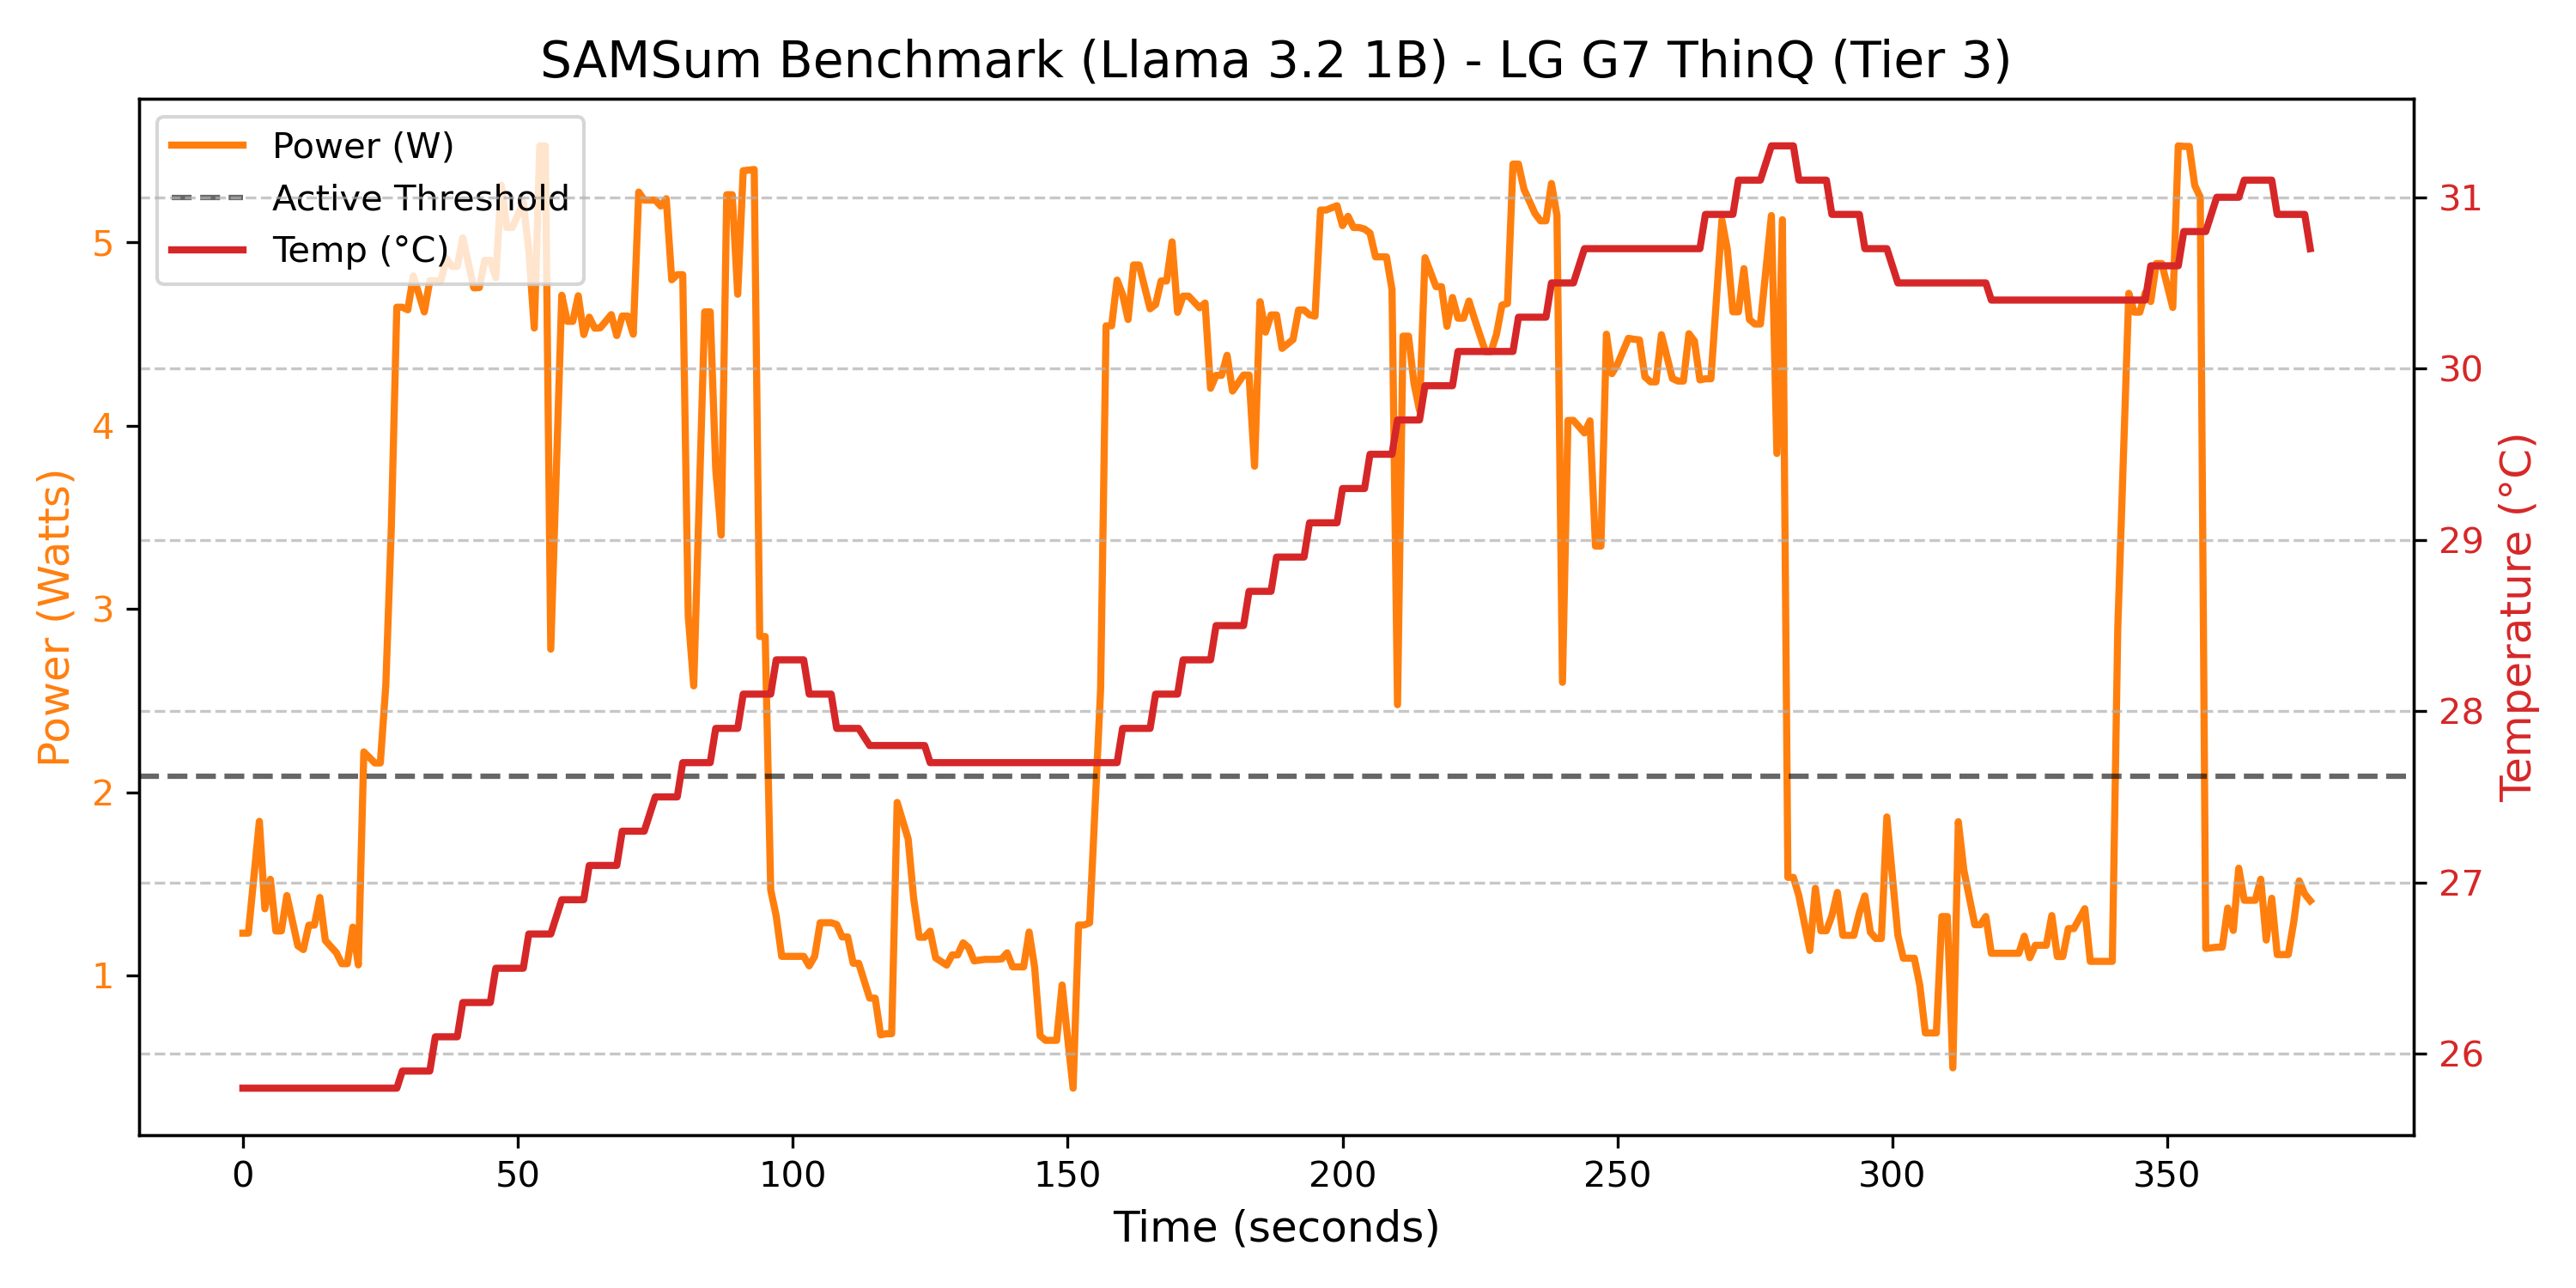 SAMSum Benchmark (Llama 3.2 1B) - LG G7 ThinQ (Tier 3)
Power (W)
Active Threshold
Temp (°C)
Power (Watts)
5
4
3
2
1
31
30
29
28
27
26
Temperature (°C)
0 50 100 150 200 250 300 350
Time (seconds)